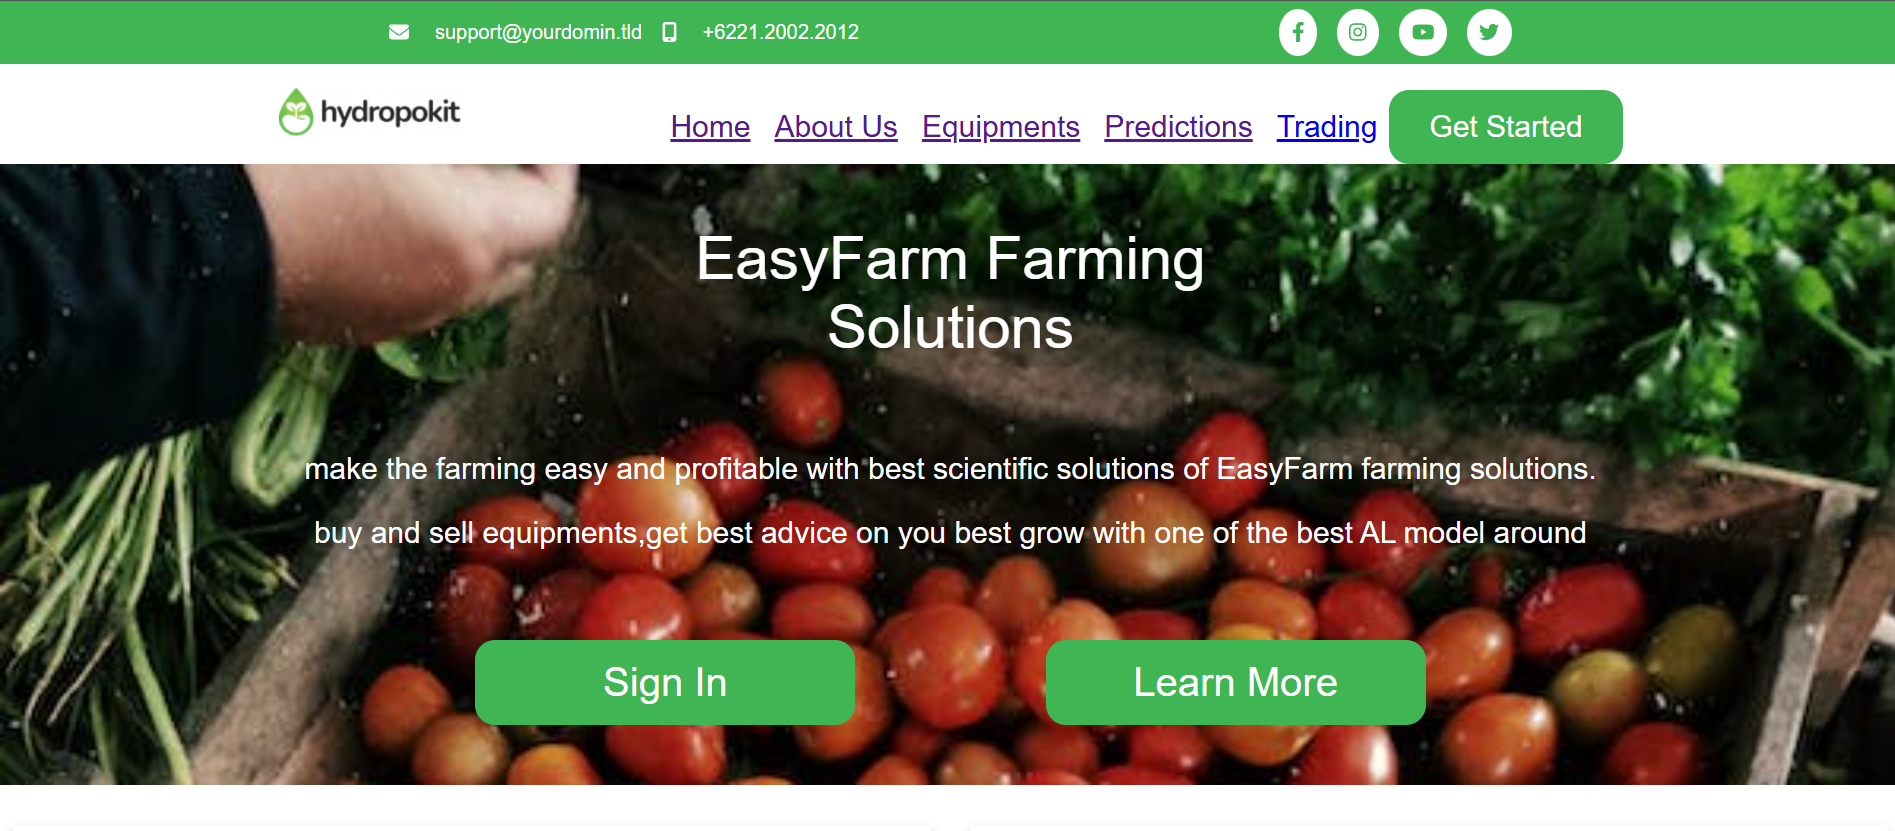 support@yourdomin.tld +6221.2002.2012
hydropokit Home About Us Equipments Predictions Trading Get Started
EasyFarm Farming
Solutions
make the farming easy and profitable with best scientific solutions of EasyFarm farming solutions.
buy and sell equipments,get best advice on you best grow with one of the best AL model around
Sign In Learn More